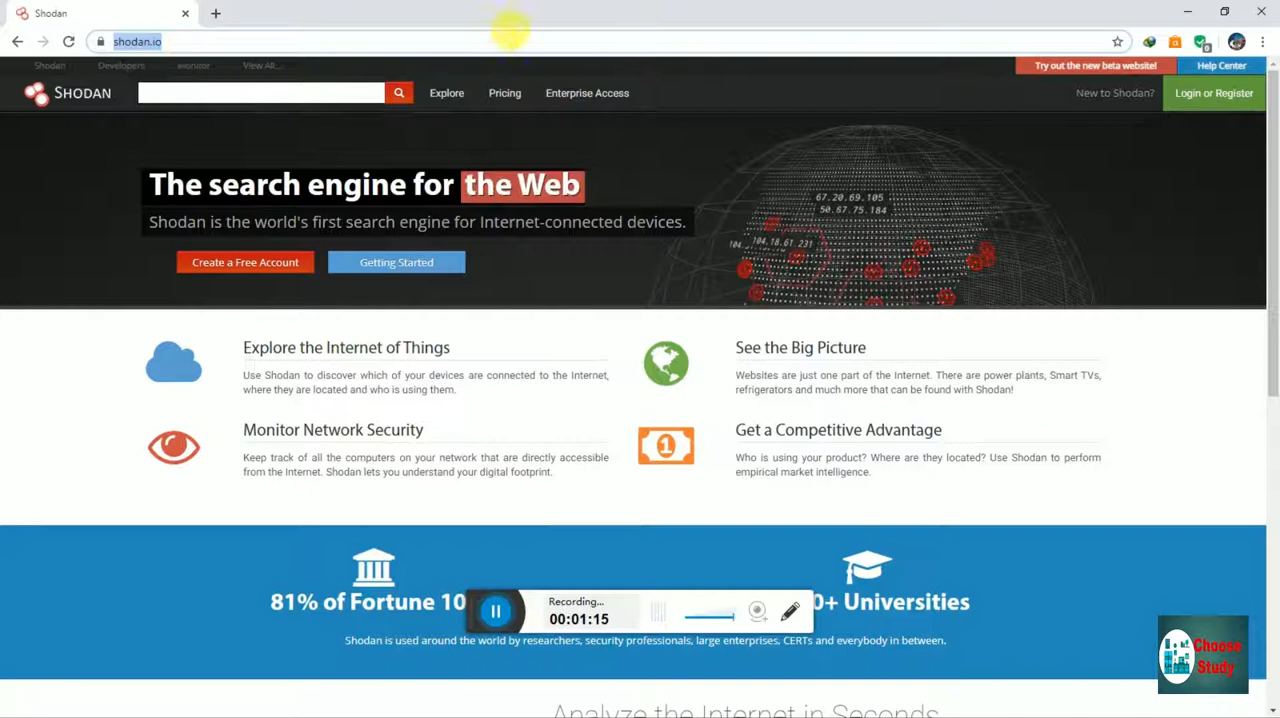 Shodan
shodan.io
Shodan Developers Monitor View All...
Try out the new beta website! Help Center
SHODAN Explore Pricing Enterprise Access New to Shodan? Login or Register
The search engine for the Web
Shodan is the world's first search engine for Internet-connected devices.
Create a Free Account Getting Started
67.20.69.105
50.67.75.184
104.18.61.231
104
Explore the Internet of Things
Use Shodan to discover which of your devices are connected to the Internet,
where they are located and who is using them.
See the Big Picture
Websites are just one part of the Internet. There are power plants, Smart TVs,
refrigerators and much more that can be found with Shodan!
Monitor Network Security
Keep track of all the computers on your network that are directly accessible
from the Internet. Shodan lets you understand your digital footprint.
Get a Competitive Advantage
Who is using your product? Where are they located? Use Shodan to perform
empirical market intelligence.
81% of Fortune 10
0+ Universities
Recording...
00:01:15
Shodan is used around the world by researchers, security professionals, large enterprises, CERTs and everybody in between.
Choose
Study
Analyze the Internet in Seconds